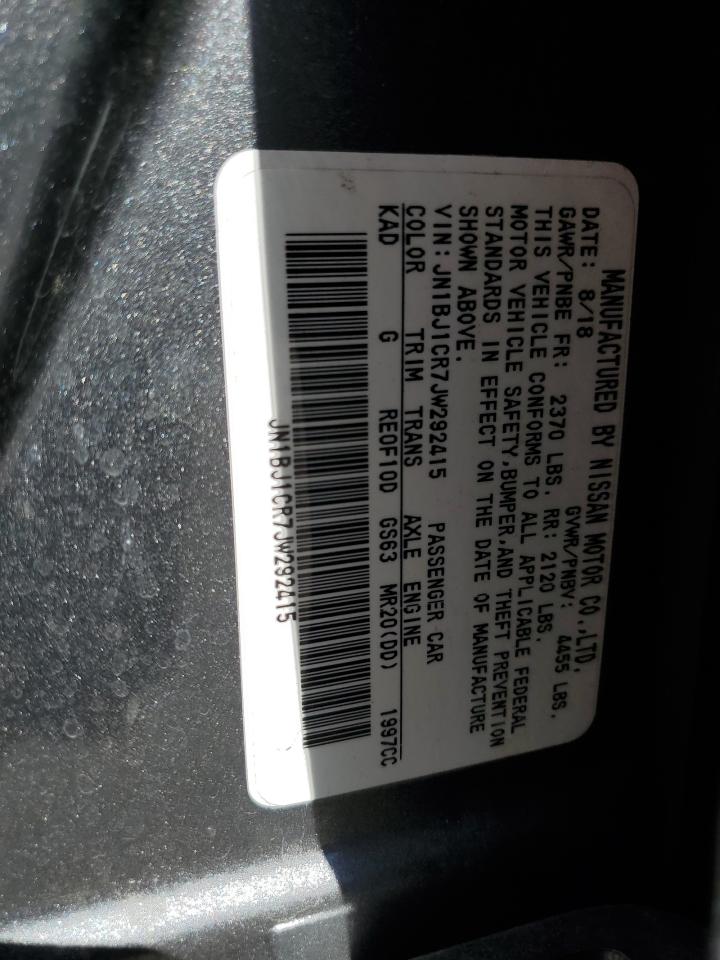 MANUFACTURED BY NISSAN MOTOR CO.,LTD.
DATE: 8/18 GVWR/PNBV: 4455 LBS.
GAWR/PNBE FR: 2370 LBS. RR: 2120 LBS.
THIS VEHICLE CONFORMS TO ALL APPLICABLE FEDERAL
MOTOR VEHICLE SAFETY,BUMPER,AND THEFT PREVENTION
STANDARDS IN EFFECT ON THE DATE OF MANUFACTURE
SHOWN ABOVE.
VIN: JN1BJ1CR7JW292415 PASSENGER CAR
COLOR TRIM TRANS AXLE ENGINE
KAD G RE0F10D GS63 MR20(DD) 1997CC
JN1BJ1CR7JW292415